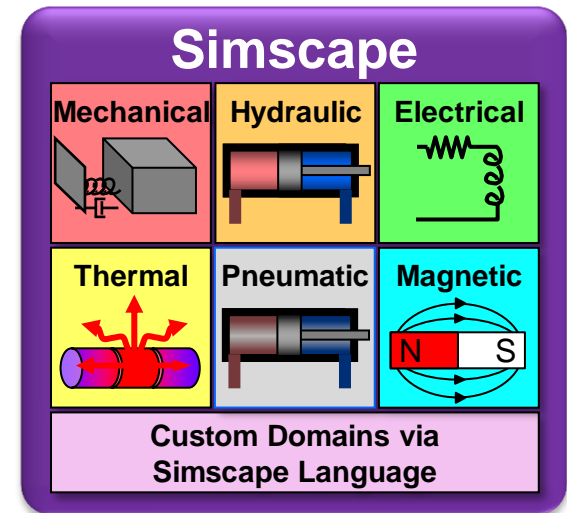 Simscape
Mechanical
Hydraulic
Electrical
Thermal
Pneumatic
Magnetic
N
S
Custom Domains via
Simscape Language